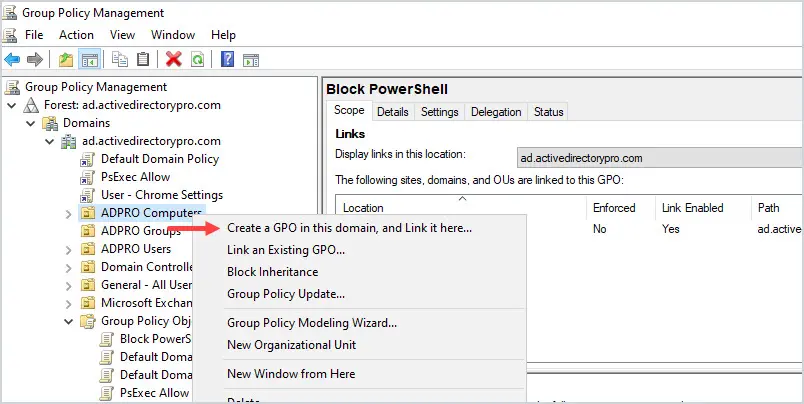 Group Policy Management
File Action View Window Help
Group Policy Management
Forest: ad.activedirectorypro.com
Domains
ad.activedirectorypro.com
Default Domain Policy
PsExec Allow
User - Chrome Settings
ADPRO Computers
ADPRO Groups
ADPRO Users
Domain Controlle
General - All User
Microsoft Exchan
Group Policy Obj
Block PowerSh
Default Doma
Default Doma
PsExec Allow
Create a GPO in this domain, and Link it here...
Link an Existing GPO...
Block Inheritance
Group Policy Update...
Group Policy Modeling Wizard...
New Organizational Unit
New Window from Here
Delete
Block PowerShell
Scope Details Settings Delegation Status
Links
Display links in this location: ad.activedirectorypro.com
The following sites, domains, and OUs are linked to this GPO:
Location Enforced Link Enabled Path
No Yes ad.active